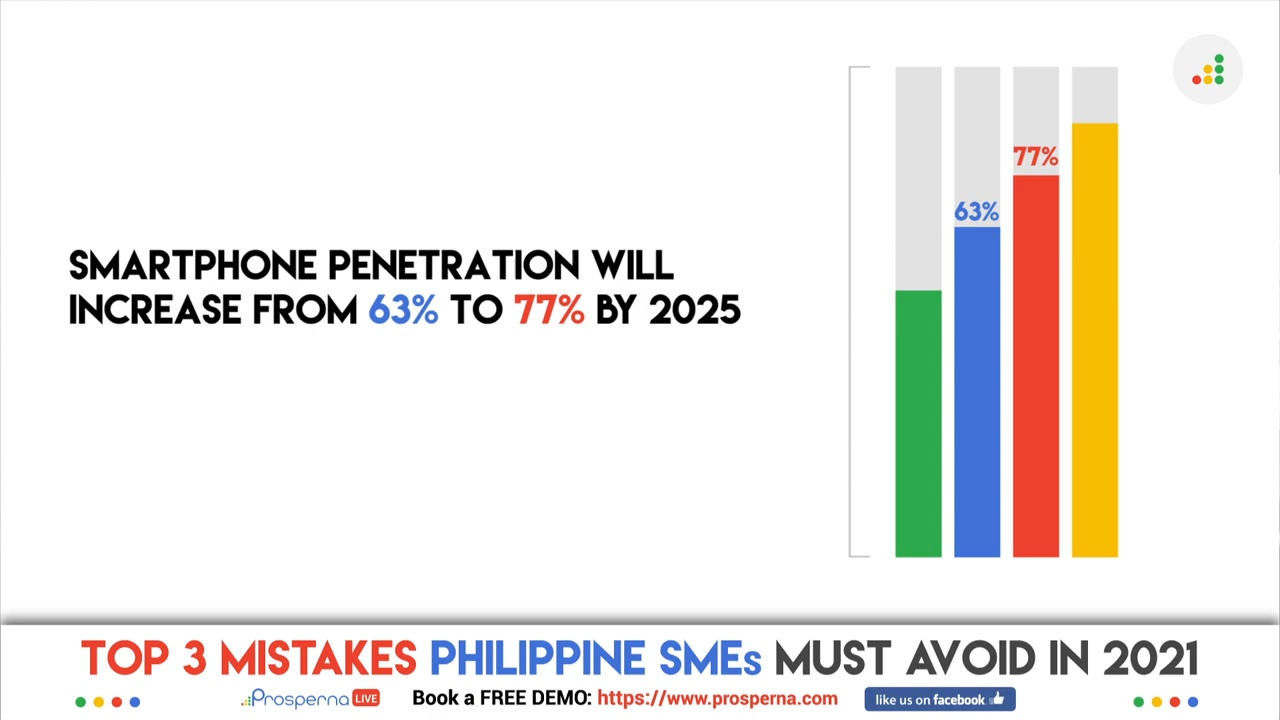 77%
63%
SMARTPHONE PENETRATION WILL
INCREASE FROM 63% TO 77% BY 2025
TOP 3 MISTAKES PHILIPPINE SMEs MUST AVOID IN 2021
Prosperna LIVE
Book a FREE DEMO: https://www.prosperna.com
like us on facebook